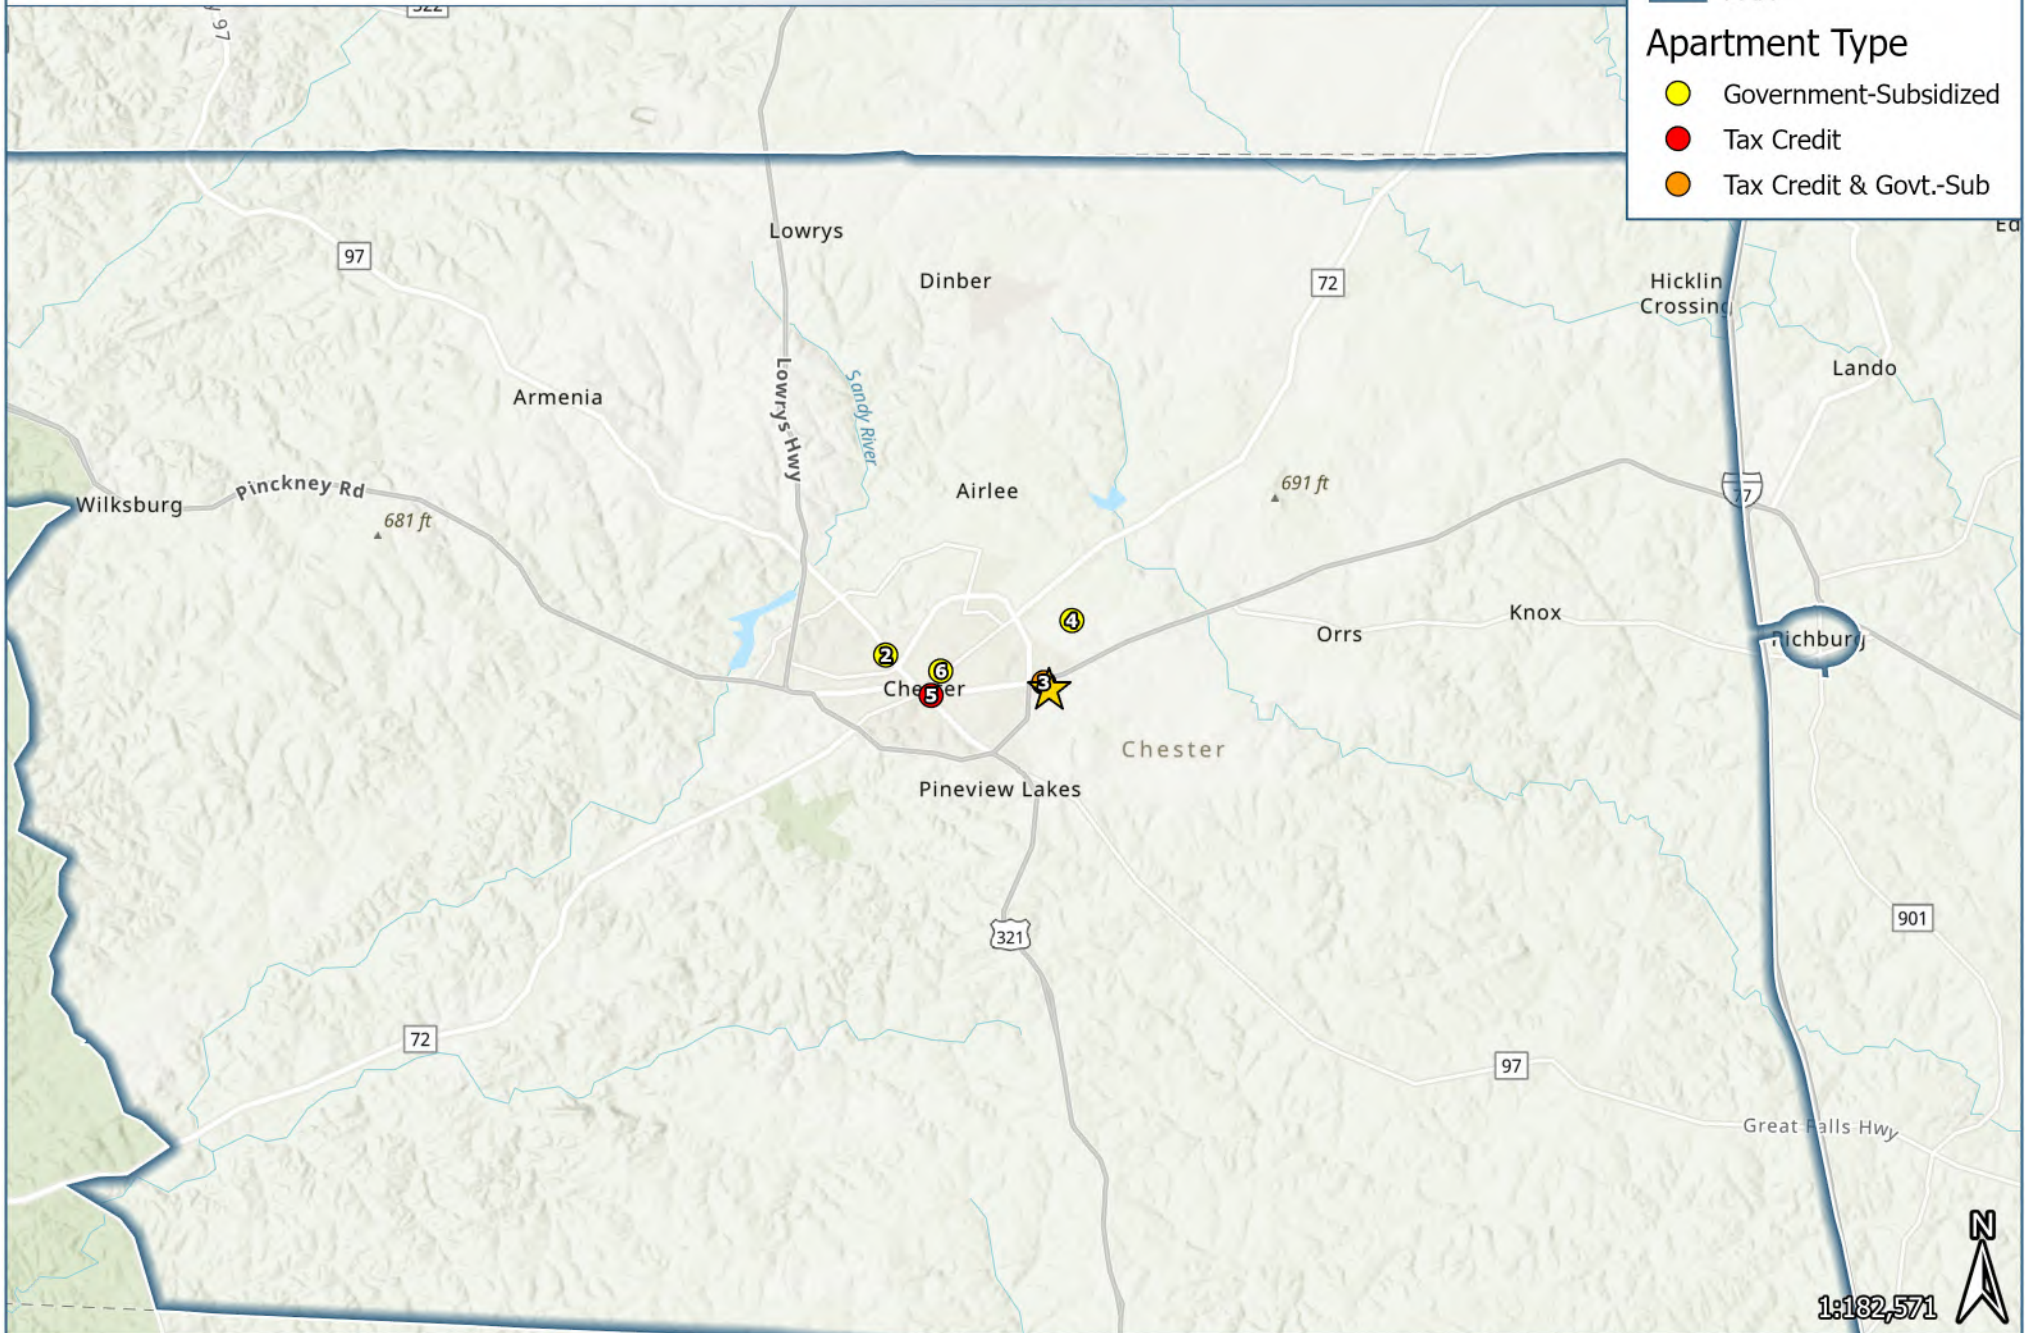 97
Apartment Type
Government-Subsidized
Tax Credit
Tax Credit & Govt.-Sub
Lowrys
97
Dinber
72
Hicklin
Crossing
Lando
Lowrys Hwy
Sandy River
Armenia
Airlee
691 ft
77
Pinckney Rd
Wilksburg
681 ft
4
Knox
Orrs
2
6
3
5
Chester
Pineview Lakes
901
321
72
97
Great Falls Hwy
N
1:182,571